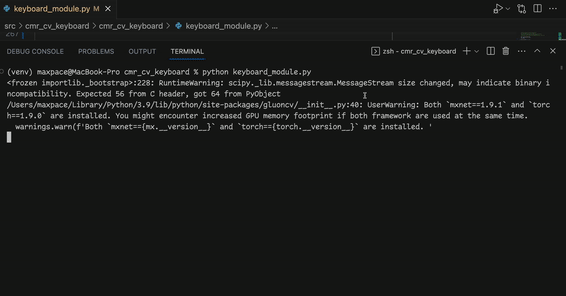 keyboard_module.py M
src > cmr_cv_keyboard > cmr_cv_keyboard > keyboard_module.py > ...
267
DEBUG CONSOLE PROBLEMS OUTPUT TERMINAL zsh - cmr_cv_keyboard
(venv) maxpace@MacBook-Pro cmr_cv_keyboard % python keyboard_module.py
<frozen importlib._bootstrap>:228: RuntimeWarning: scipy._lib.messagestream.MessageStream size changed, may indicate binary i
ncompatibility. Expected 56 from C header, got 64 from PyObject
/Users/maxpace/Library/Python/3.9/lib/python/site-packages/gluoncv/__init__.py:40: UserWarning: Both `mxnet==1.9.1` and `torc
h==1.9.0` are installed. You might encounter increased GPU memory footprint if both framework are used at the same time.
warnings.warn(f'Both `mxnet=={mx.__version__}` and `torch=={torch.__version__}` are installed. '